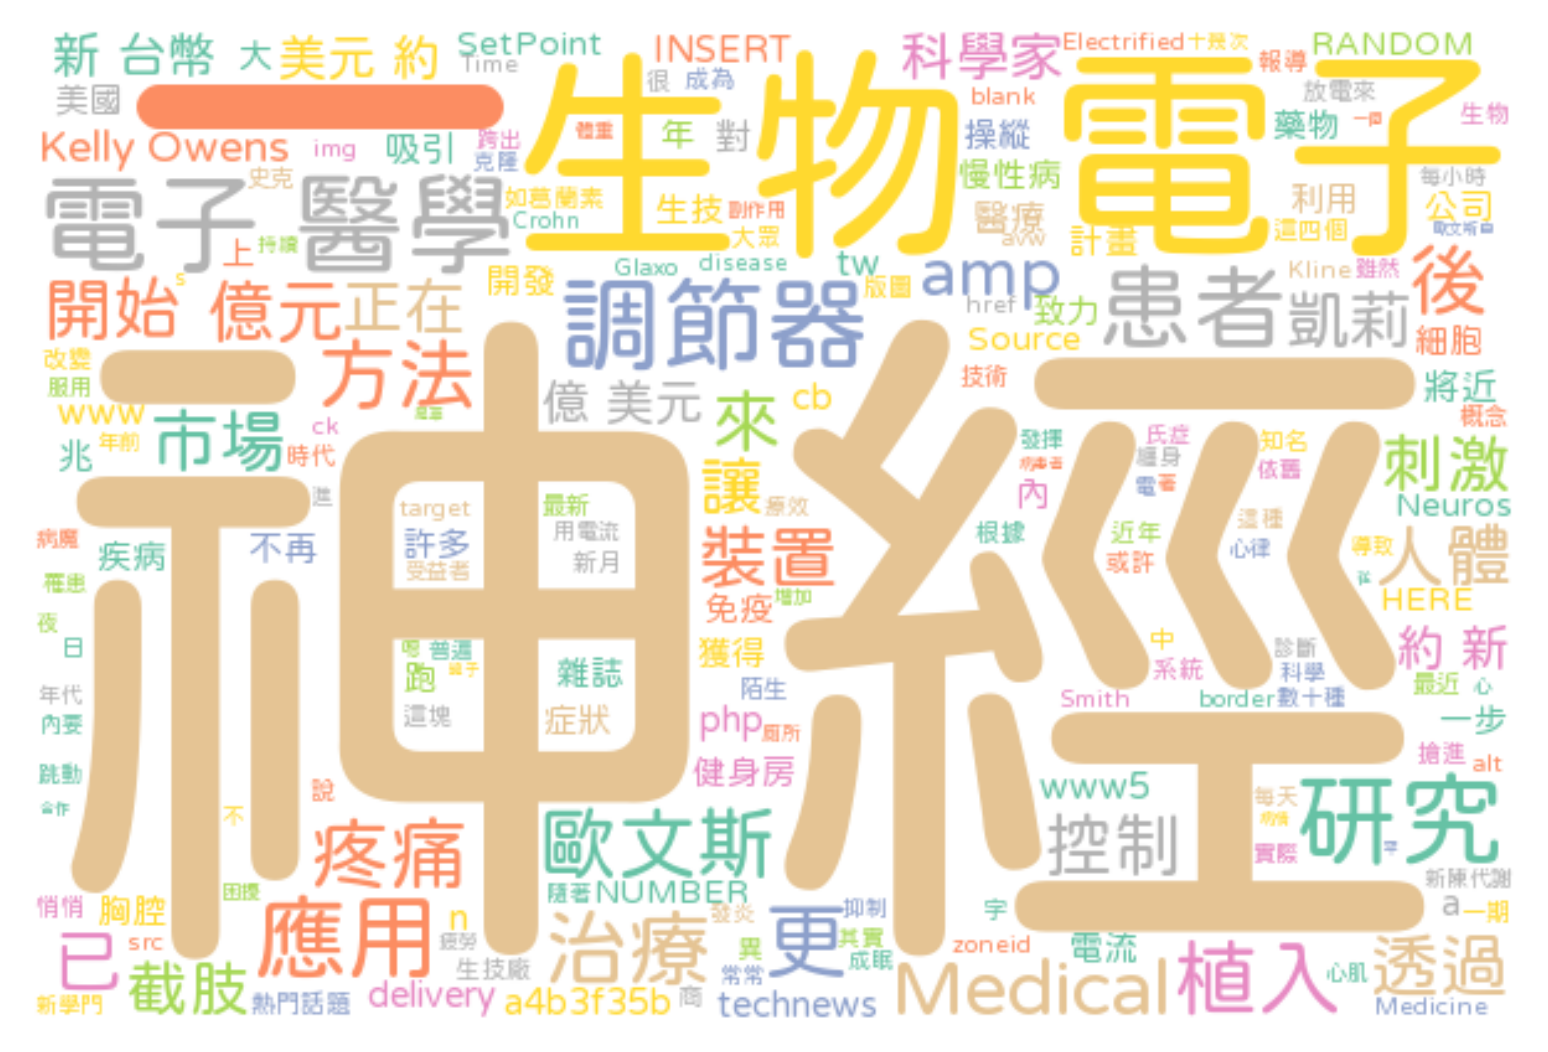 新 台幣 大 美元 約 SetPoint INSERT 科學家 Electrified 十幾次 RANDOM
Time 很 成為 報導
美國 一 生物 電子 blank 放電來
Kelly Owens img 吸引 跨出 體重 年 對 操縱 藥物 一個 生物
克隆 慢性病 每小時
電子 醫學 史克 如葛蘭素 生技 副作用 醫療 利用 公司
Crohn 大眾 avw 計畫 這四個
上 持續 Glaxo disease tw
s 開發 調節器 版圖 amp Kline 雖然 後
開始 億元 正在 href 致力 患者 凱莉
方法 Source 細胞
改變 神經 技術
服用 億 美元 來 cb 將近
www 市場 ck 概念
兆 年前 時代 讓 發揮 氏症 知名 刺激
進 target 最新 療效 內 纏身 依舊 Neuros
電 著
病魔 疾病 不再 許多 用電流 裝置 根據 近年 這種 導致 人體
受益者 新月 或許 心律
罹患 免疫 增加 HERE
夜 中 約 新
日 普遍 雜誌 獲得 系統 診斷
跑 科學
年代 這塊 症狀 陌生 Smith border 數十種 最近 心
內要 php 廁所 一步
跳動 健身房 搶進 alt
合作 說 www5 每天 研究
不 疼痛 歐文斯 控制 病情
實際
困擾 隨著 NUMBER 新陳代謝
悄悄 胸腔 應用 n 治療 發炎 更 抑制 字 a 一期
已 src 疲勞 異 其實 zoneid 電流
截肢 生技廠 常常 成眠 Medical 植入 心肌 透過
新學門 熱門話題 delivery a4b3f35b 商 technews Medicine